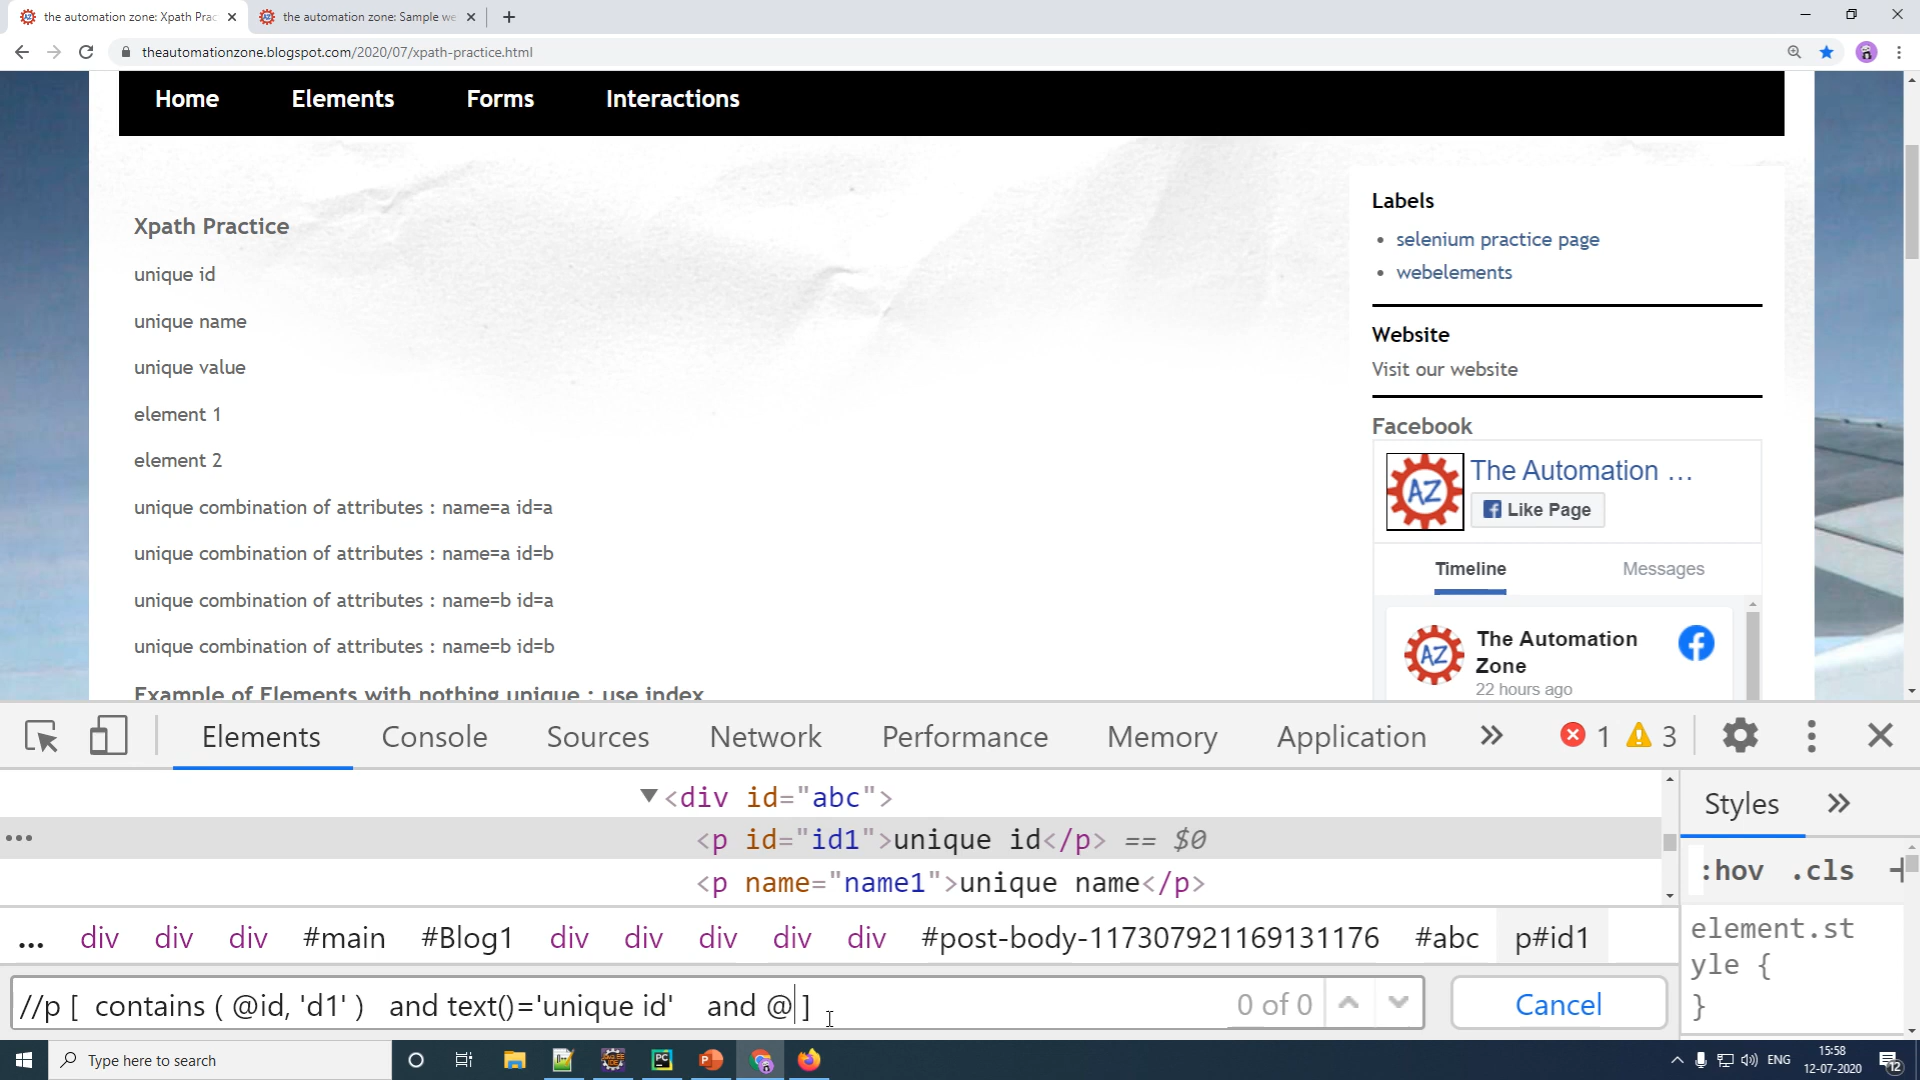 the automation zone: Xpath Prac
the automation zone: Sample we
theautomationzone.blogspot.com/2020/07/xpath-practice.html
Home Elements Forms Interactions
Xpath Practice
unique id
unique name
unique value
element 1
element 2
unique combination of attributes : name=a id=a
unique combination of attributes : name=a id=b
unique combination of attributes : name=b id=a
unique combination of attributes : name=b id=b
Example of Elements with nothing unique : use index
Labels
• selenium practice page
• webelements
Website
Visit our website
Facebook
AZ
The Automation ...
Like Page
Timeline Messages
AZ
The Automation
Zone
22 hours ago
Elements Console Sources Network Performance Memory Application » 1 3
<div id="abc">
<p id="id1">unique id</p> == $0
<p name="name1">unique name</p>
... div div div #main #Blog1 div div div div div #post-body-117307921169131176 #abc p#id1
//p [ contains ( @id, 'd1' ) and text()='unique id' and @ ]
0 of 0
Cancel
Styles »
:hov .cls +
element.st
yle {
}
Type here to search
PC
ENG
15:58
12-07-2020
12